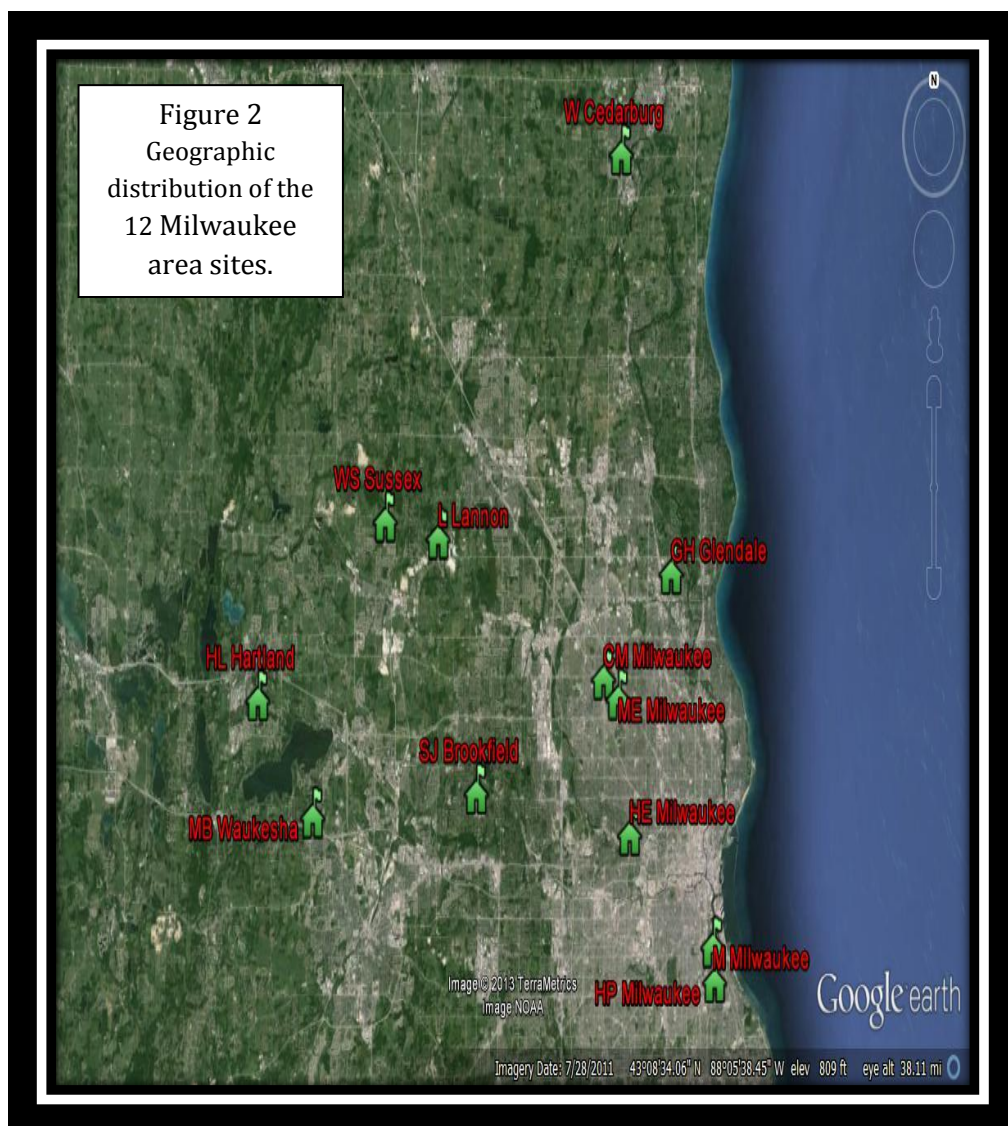 Figure 2
Geographic
distribution of the
12 Milwaukee
area sites.
N
W Cedarburg
WS Sussex
L Lannon
GH Glendale
HL Hartland
CM Milwaukee
ME Milwaukee
SJ Brookfield
HE Milwaukee
MB Waukesha
M Milwaukee
HP Milwaukee
Image © 2013 TerraMetrics
Image NOAA
Google earth
Imagery Date: 7/28/2011 43°08'34.06" N 88°05'38.45" W elev 809 ft eye alt 38.11 mi